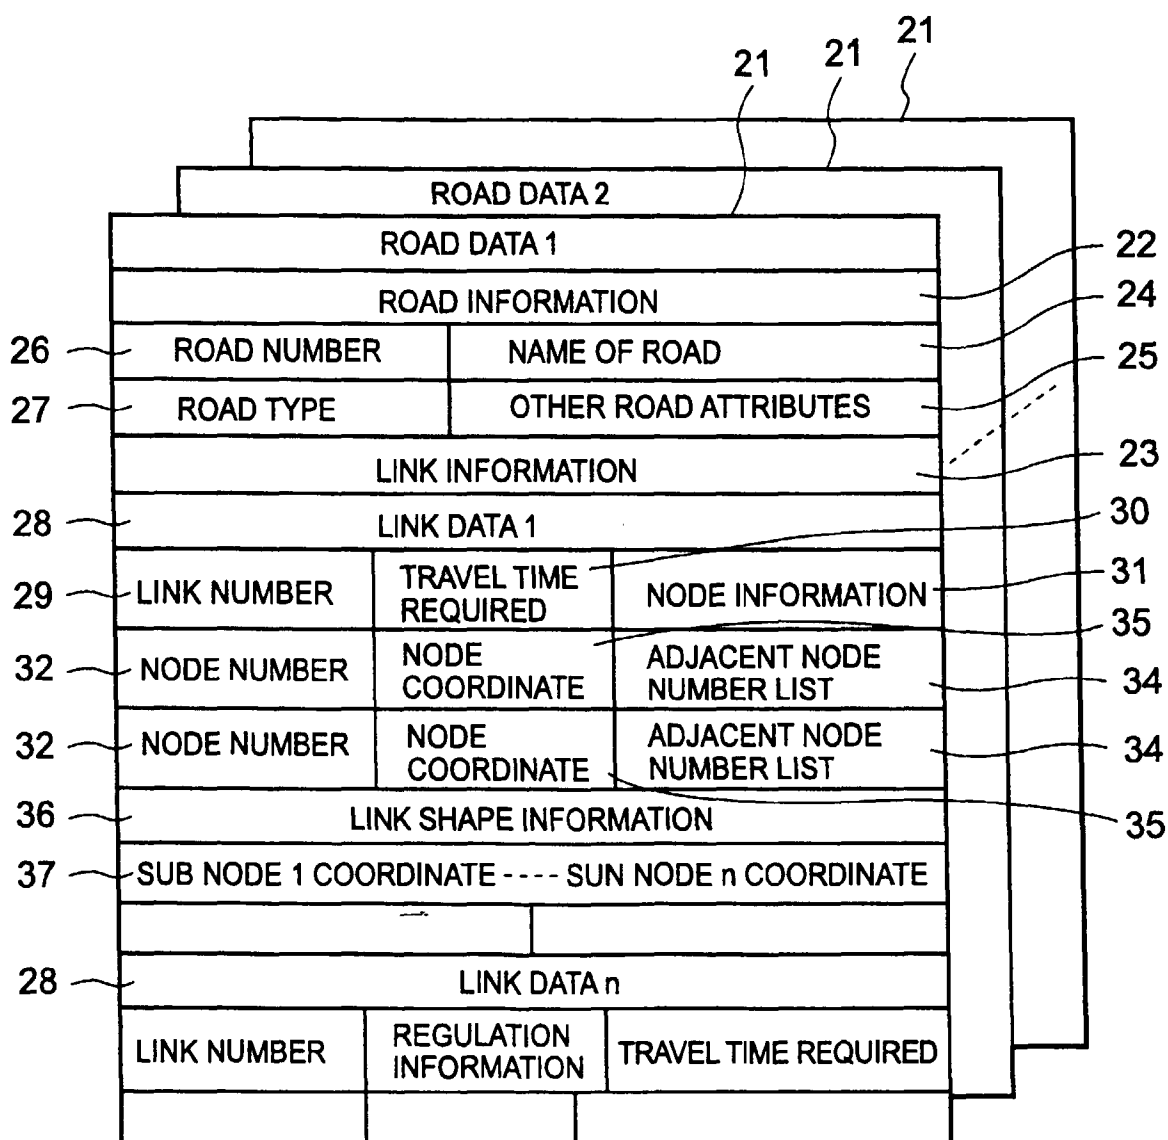 21
21
21
ROAD DATA 2
ROAD DATA 1
22
ROAD INFORMATION
24
26 ROAD NUMBER NAME OF ROAD
25
27 ROAD TYPE OTHER ROAD ATTRIBUTES
23
LINK INFORMATION
30
28 LINK DATA 1
31
29 LINK NUMBER TRAVEL TIME REQUIRED NODE INFORMATION
35
32 NODE NUMBER NODE COORDINATE ADJACENT NODE NUMBER LIST 34
32 NODE NUMBER NODE COORDINATE ADJACENT NODE NUMBER LIST 34
36 LINK SHAPE INFORMATION 35
37 SUB NODE 1 COORDINATE ---- SUN NODE n COORDINATE
28 LINK DATA n
LINK NUMBER REGULATION INFORMATION TRAVEL TIME REQUIRED